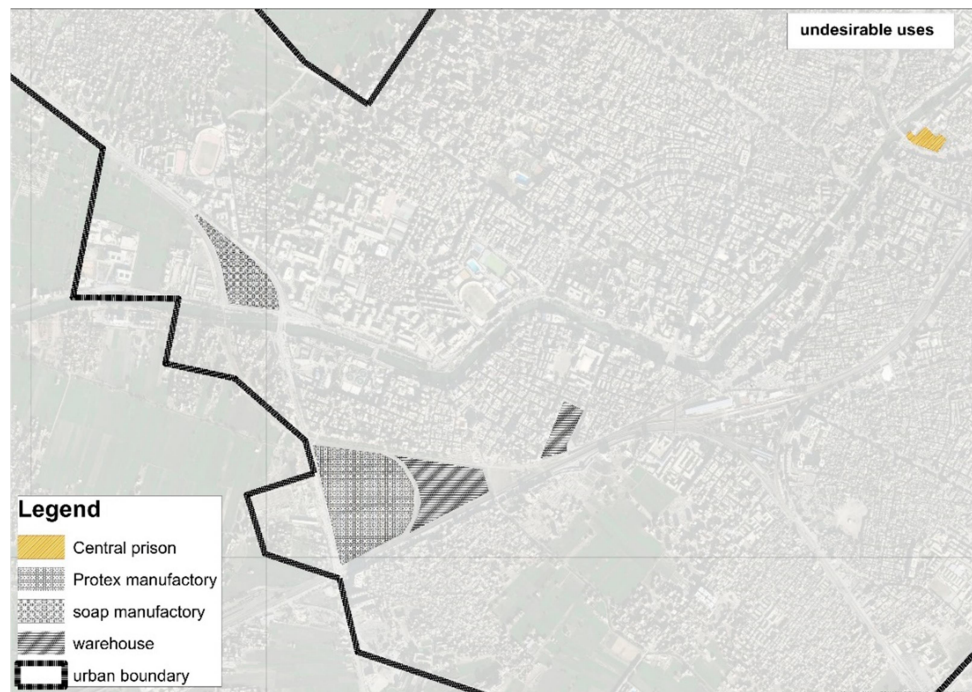 undesirable uses
Legend
Central prison
Protex manufactory
soap manufactory
warehouse
urban boundary